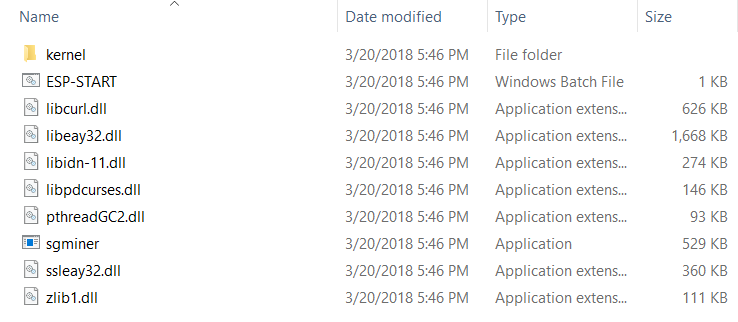 Name Date modified Type Size
kernel 3/20/2018 5:46 PM File folder
ESP-START 3/20/2018 5:46 PM Windows Batch File 1 KB
libcurl.dll 3/20/2018 5:46 PM Application extens... 626 KB
libeay32.dll 3/20/2018 5:46 PM Application extens... 1,668 KB
libidn-11.dll 3/20/2018 5:46 PM Application extens... 274 KB
libpdcurses.dll 3/20/2018 5:46 PM Application extens... 146 KB
pthreadGC2.dll 3/20/2018 5:46 PM Application extens... 93 KB
sgminer 3/20/2018 5:46 PM Application 529 KB
ssleay32.dll 3/20/2018 5:46 PM Application extens... 360 KB
zlib1.dll 3/20/2018 5:46 PM Application extens... 111 KB